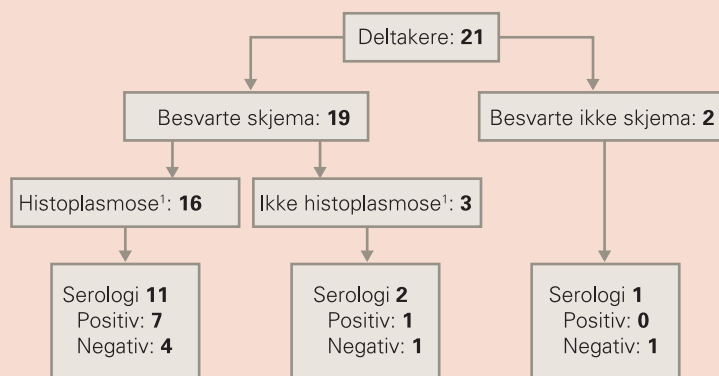 Deltakere: 21
Besvarte skjema: 19
Besvarte ikke skjema: 2
Histoplasmose¹: 16
Ikke histoplasmose¹: 3
Serologi 11
Positiv: 7
Negativ: 4
Serologi 2
Positiv: 1
Negativ: 1
Serologi 1
Positiv: 0
Negativ: 1